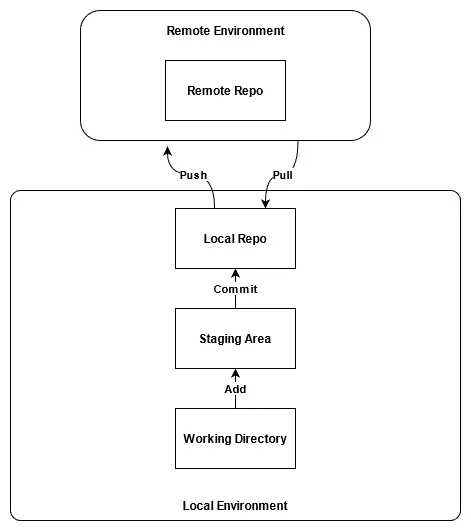 Remote Environment
Remote Repo
Push
Pull
Local Repo
Commit
Staging Area
Add
Working Directory
Local Environment